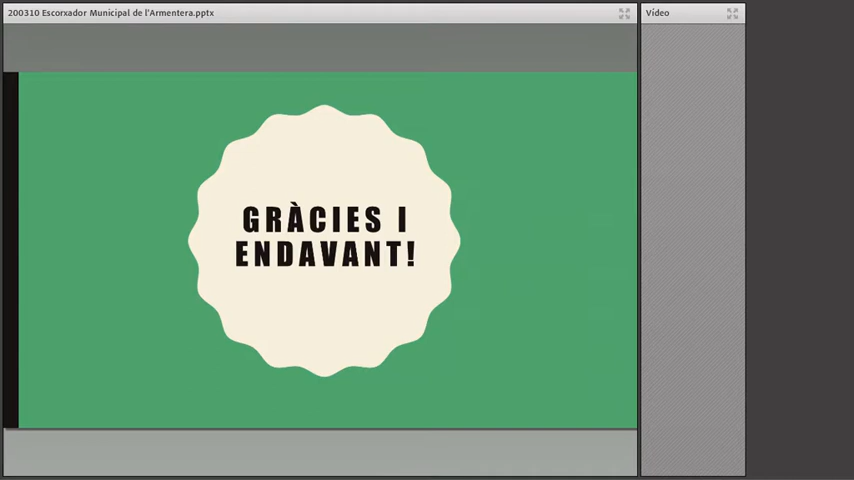 200310 Escorxador Municipal de l'Armentera.pptx
Vídeo
GRÀCIES I
ENDAVANT!